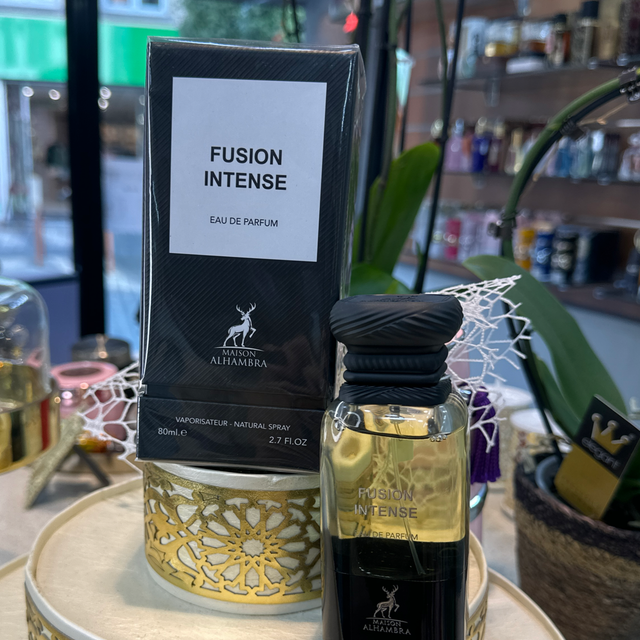 FUSION
INTENSE
EAU DE PARFUM
MAISON
ALHAMBRA
VAPORISATEUR - NATURAL SPRAY
80ml.e
2.7 FL.OZ
FUSION
INTENSE
EAU DE PARFUM
MAISON
ALHAMBRA